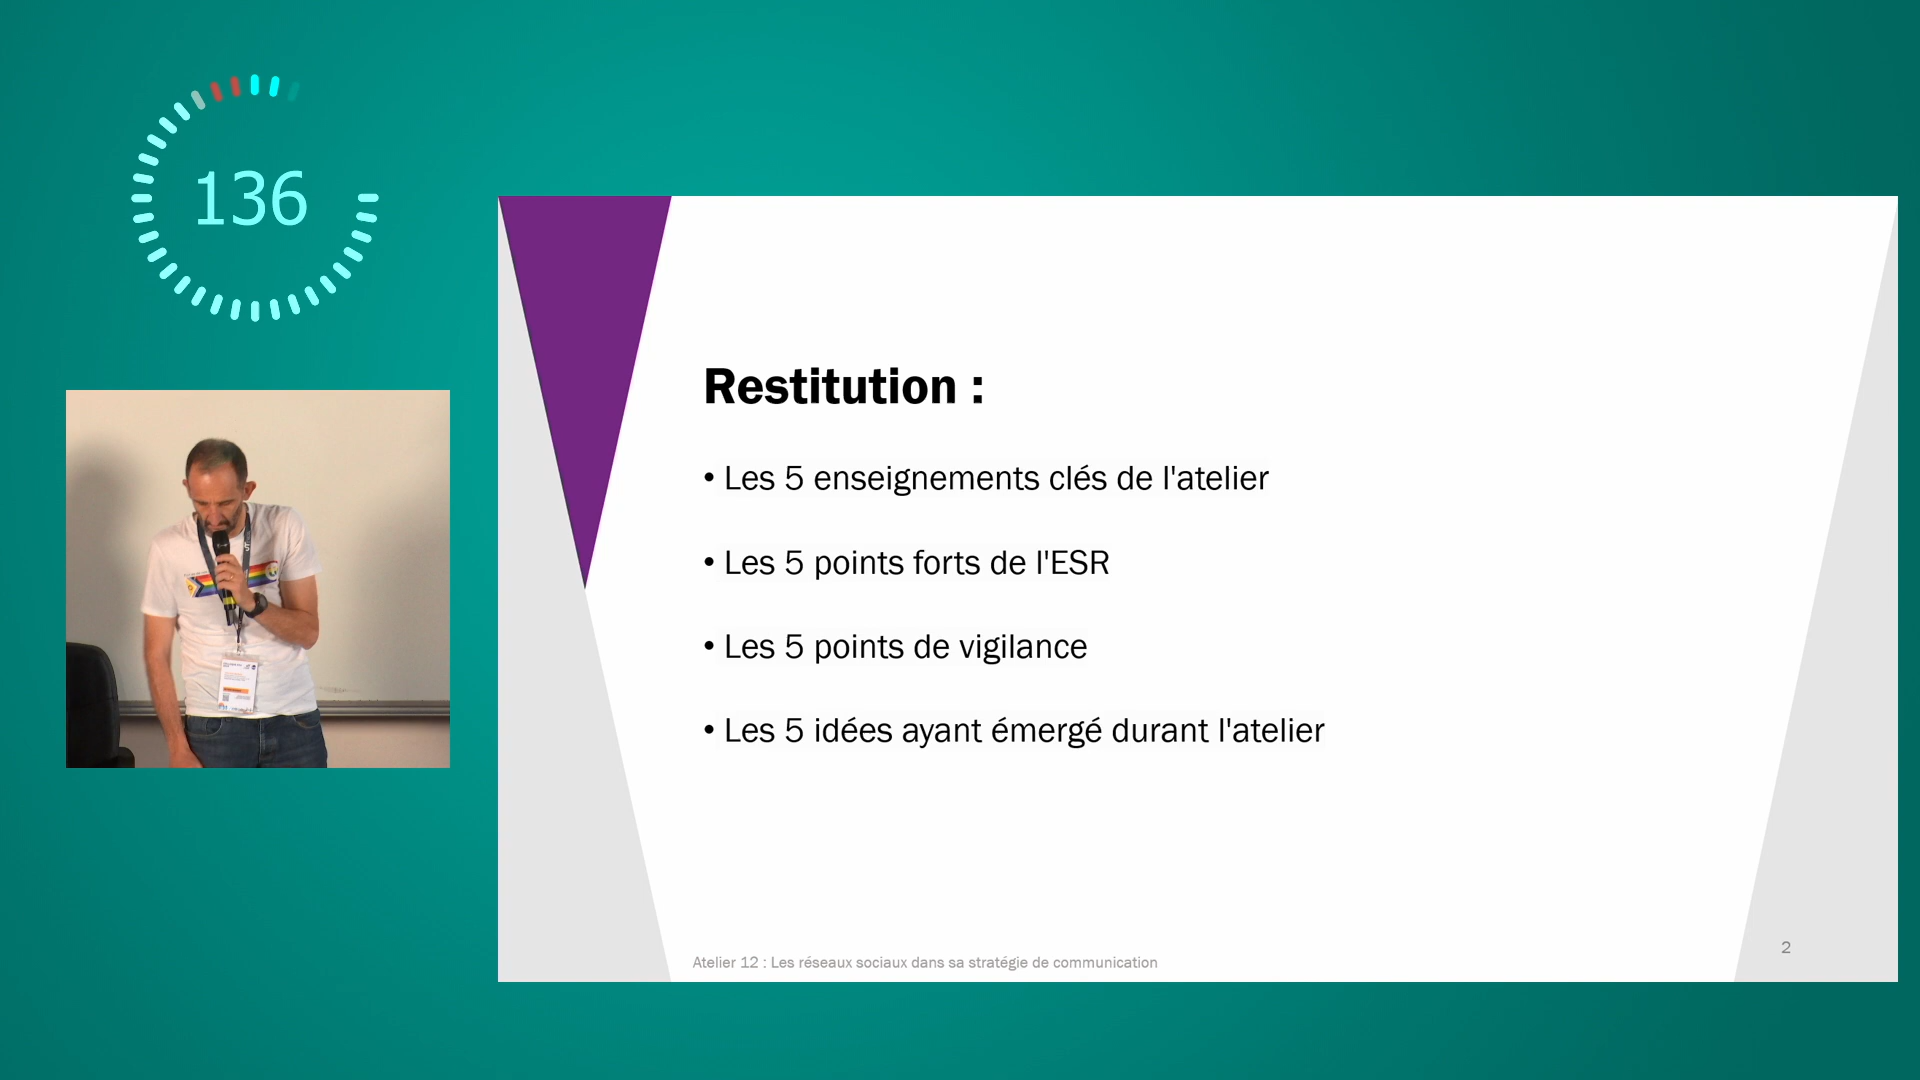 136
Restitution :
• Les 5 enseignements clés de l'atelier
• Les 5 points forts de l'ESR
• Les 5 points de vigilance
• Les 5 idées ayant émergé durant l'atelier
Atelier 12 : Les réseaux sociaux dans sa stratégie de communication
2